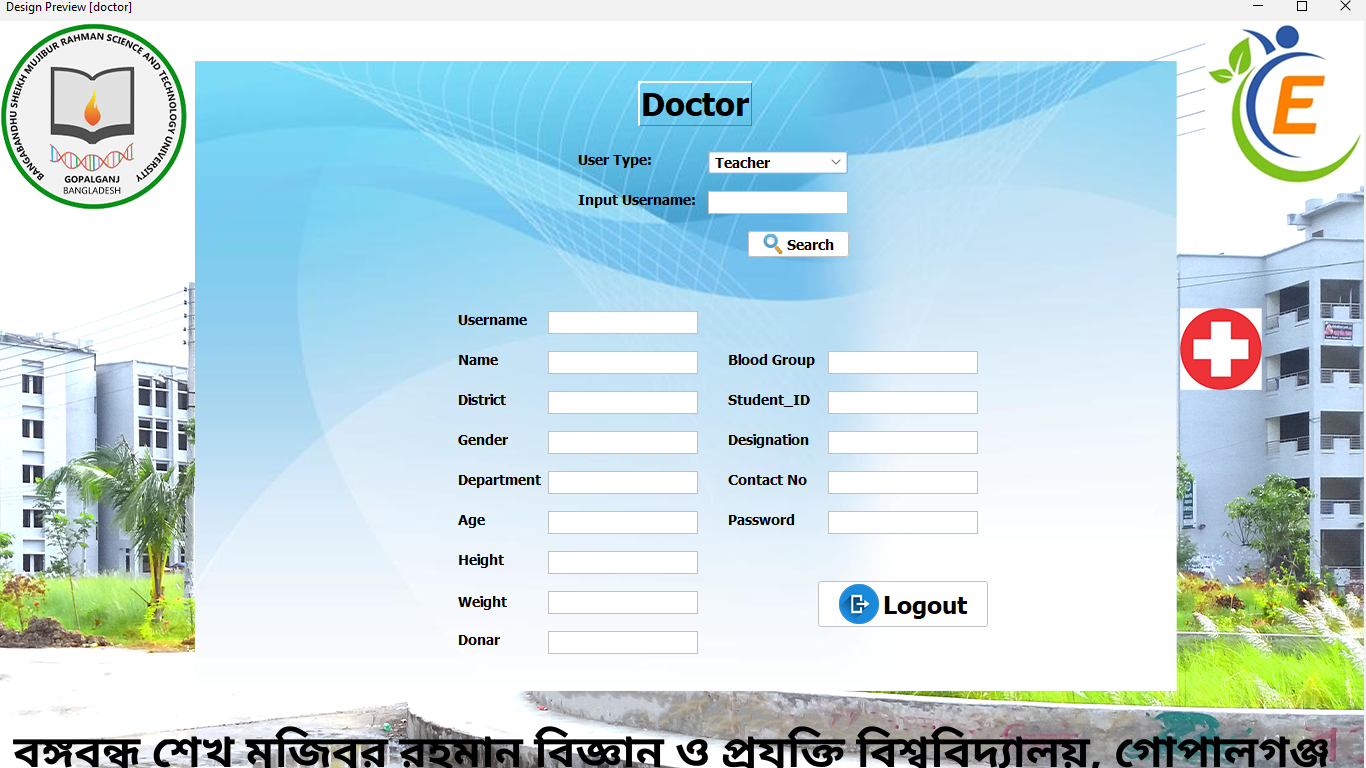 Design Preview [doctor]
BANGABANDHU SHEIKH MUJIBUR RAHMAN SCIENCE AND TECHNOLOGY UNIVERSITY
GOPALGANJ
BANGLADESH
E
Doctor
User Type: Teacher
Input Username:
Search
Username
Name Blood Group
District Student_ID
Gender Designation
Department Contact No
Age Password
Height
Weight
Logout
Donar
বঙ্গবন্ধু শেখ মুজিবুর রহমান বিজ্ঞান ও প্রযুক্তি বিশ্ববিদ্যালয়, গোপালগঞ্জ